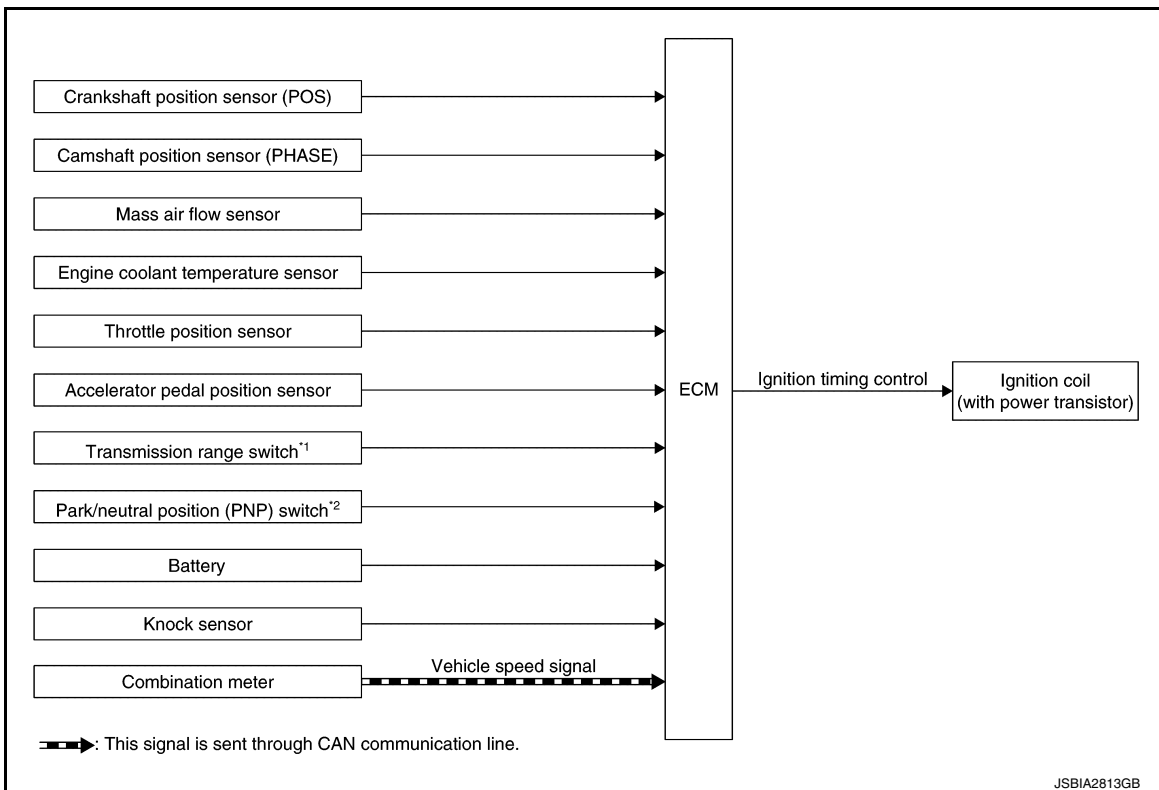 Crankshaft position sensor (POS)
Camshaft position sensor (PHASE)
Mass air flow sensor
Engine coolant temperature sensor
Throttle position sensor
Accelerator pedal position sensor
Transmission range switch*1
Park/neutral position (PNP) switch*2
Battery
Knock sensor
Combination meter
Vehicle speed signal
ECM
Ignition timing control
Ignition coil
(with power transistor)
: This signal is sent through CAN communication line.
JSBIA2813GB